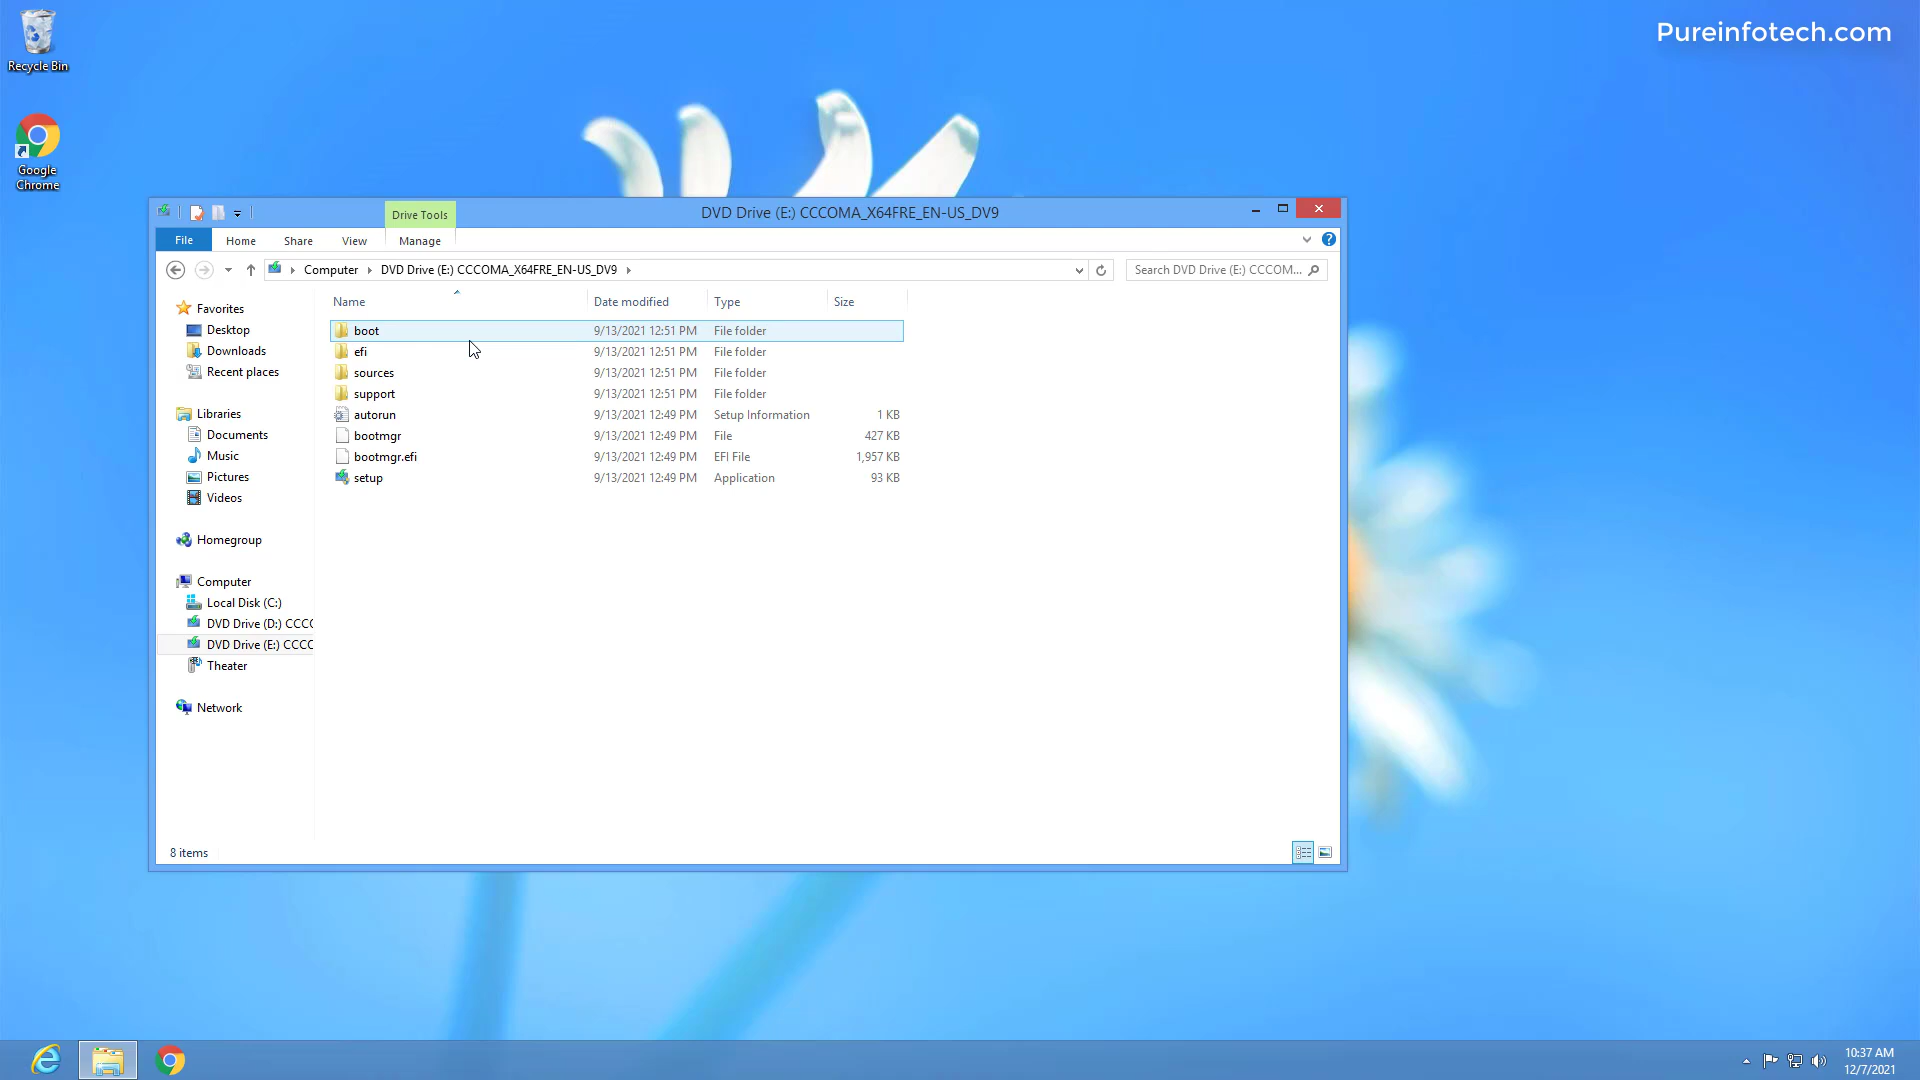 Pureinfotech.com
Recycle Bin
Google
Chrome
Drive Tools
DVD Drive (E:) CCCOMA_X64FRE_EN-US_DV9
File Home Share View Manage
Computer DVD Drive (E:) CCCOMA_X64FRE_EN-US_DV9
Search DVD Drive (E:) CCCOM...
Name Date modified Type Size
boot 9/13/2021 12:51 PM File folder
efi 9/13/2021 12:51 PM File folder
sources 9/13/2021 12:51 PM File folder
support 9/13/2021 12:51 PM File folder
autorun 9/13/2021 12:49 PM Setup Information 1 KB
bootmgr 9/13/2021 12:49 PM File 427 KB
bootmgr.efi 9/13/2021 12:49 PM EFI File 1,957 KB
setup 9/13/2021 12:49 PM Application 93 KB
Favorites
Desktop
Downloads
Recent places
Libraries
Documents
Music
Pictures
Videos
Homegroup
Computer
Local Disk (C:)
DVD Drive (D:) CCCO
DVD Drive (E:) CCCO
Theater
Network
8 items
10:37 AM
12/7/2021